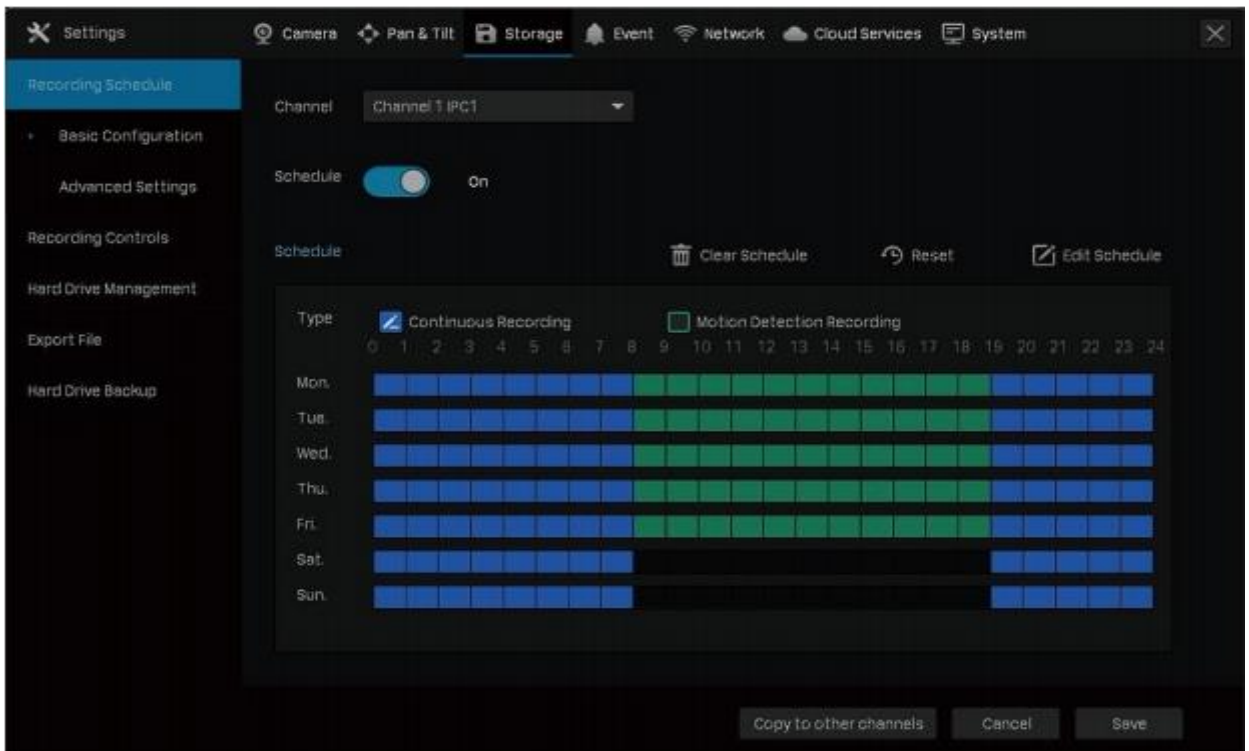 Settings Camera Pan & Tilt Storage Event Network Cloud Services System
Recording Schedule
Basic Configuration
Advanced Settings
Recording Controls
Hard Drive Management
Export File
Hard Drive Backup
Channel Channel 1 IPC1
Schedule On
Schedule Clear Schedule Reset Edit Schedule
Type Continuous Recording Motion Detection Recording
0 1 2 3 4 5 6 7 8 9 10 11 12 13 14 15 16 17 18 19 20 21 22 23 24
Mon.
Tue.
Wed.
Thu.
Fri.
Sat.
Sun.
Copy to other channels Cancel Save